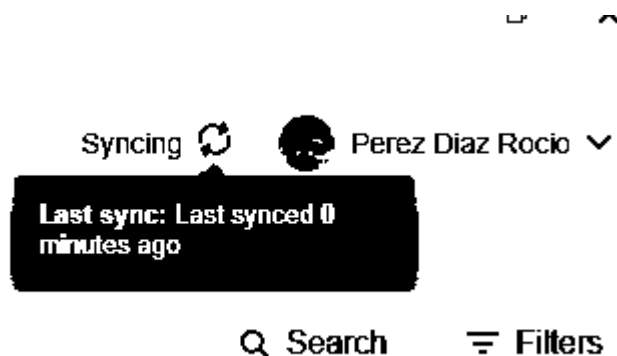 Syncing
Perez Diaz Rocio
Last sync: Last synced 0
minutes ago
Search
Filters